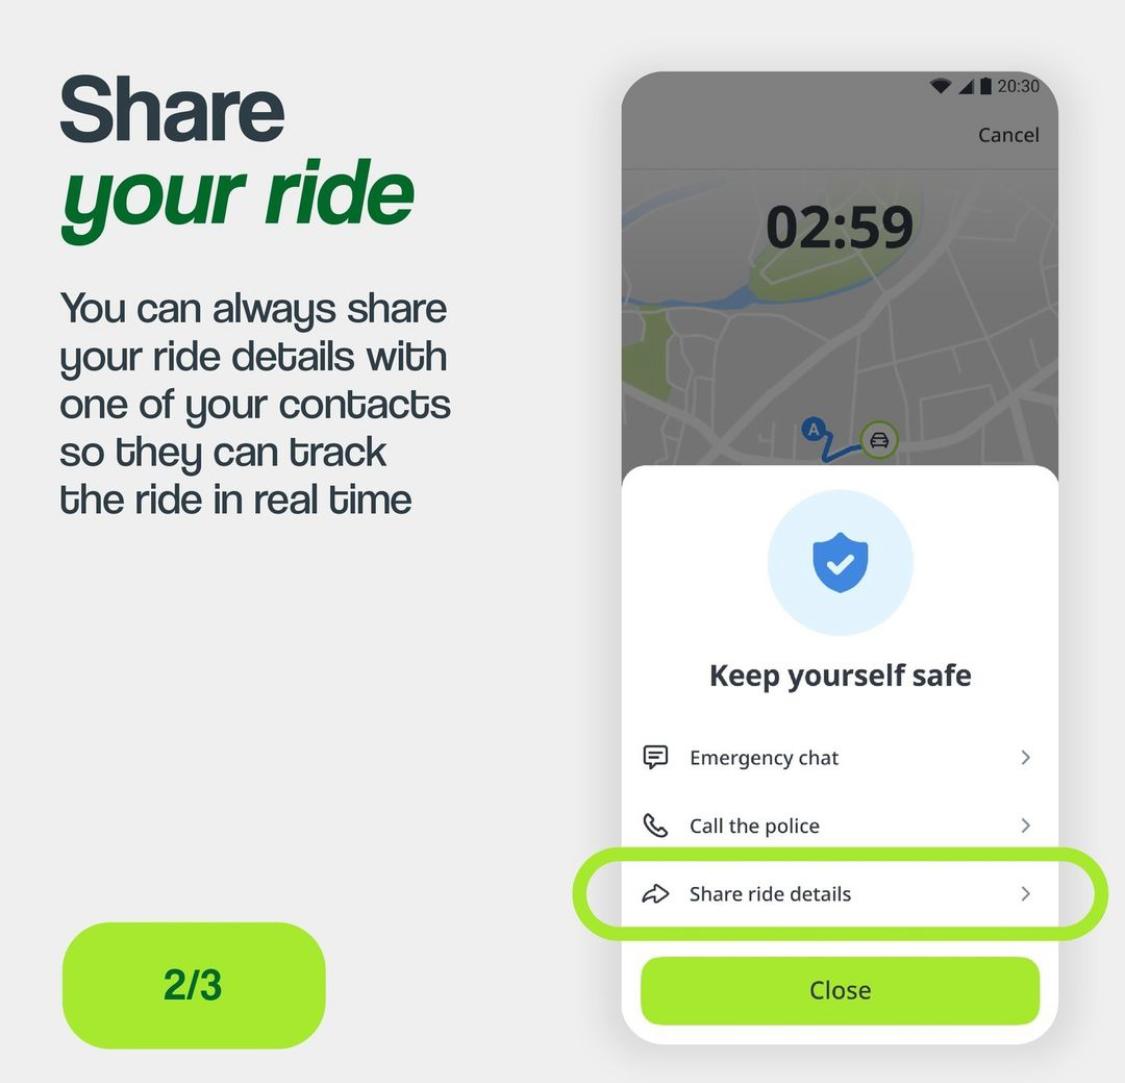 Share
your ride
You can always share
your ride details with
one of your contacts
so they can track
the ride in real time
2/3
20:30
Cancel
02:59
A
Keep yourself safe
Emergency chat
Call the police
Share ride details
Close